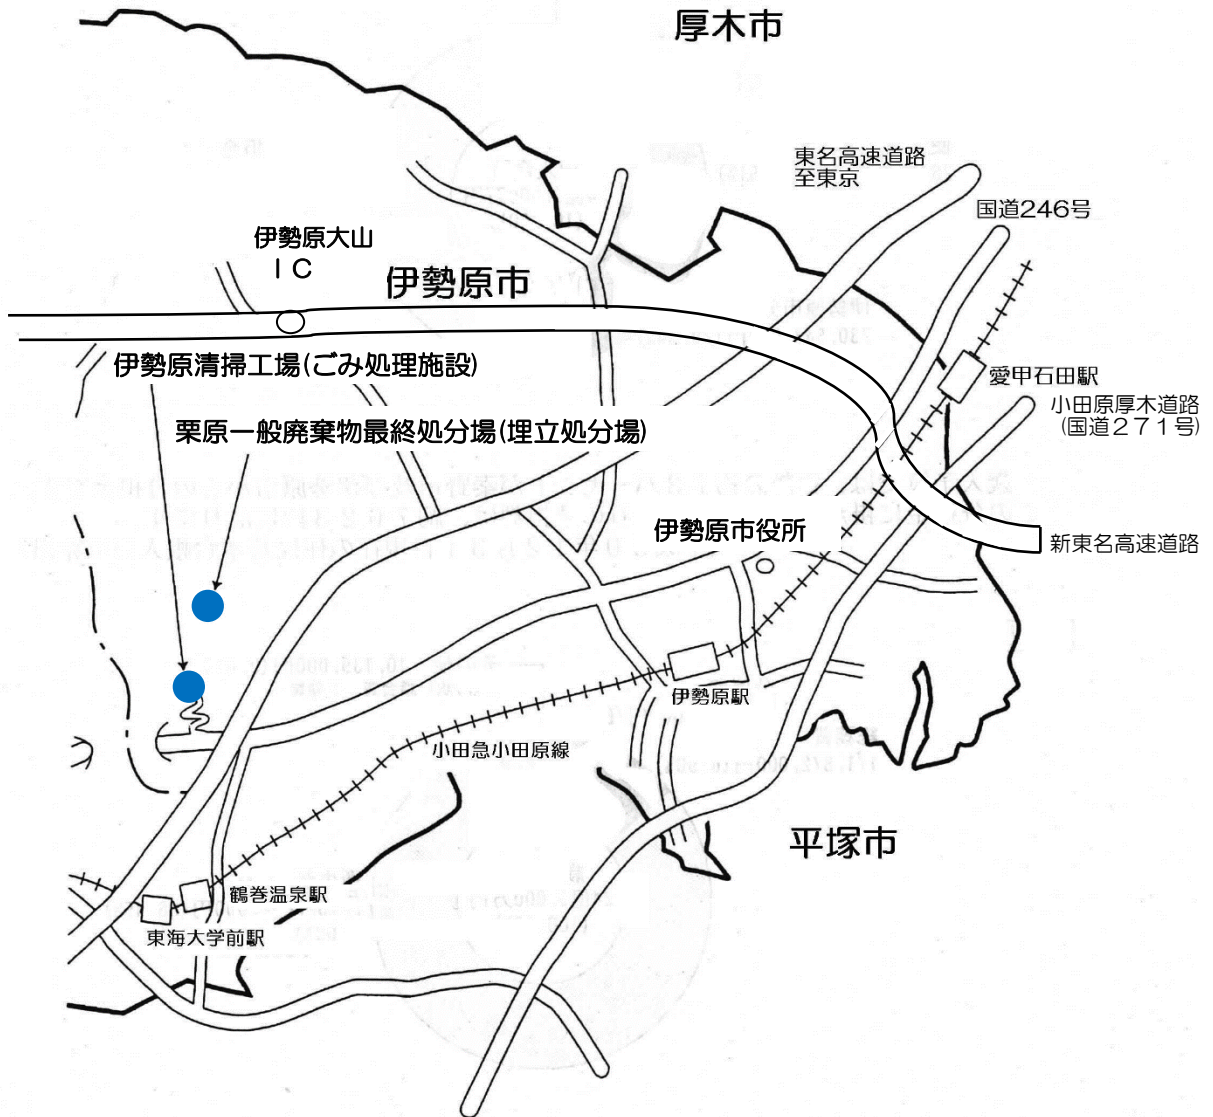 厚木市
東名高速道路
至東京
国道246号
伊勢原大山
ＩＣ
伊勢原市
伊勢原清掃工場(ごみ処理施設)
愛甲石田駅
小田原厚木道路
(国道２７１号)
栗原一般廃棄物最終処分場(埋立処分場)
伊勢原市役所
新東名高速道路
伊勢原駅
小田急小田原線
平塚市
鶴巻温泉駅
東海大学前駅